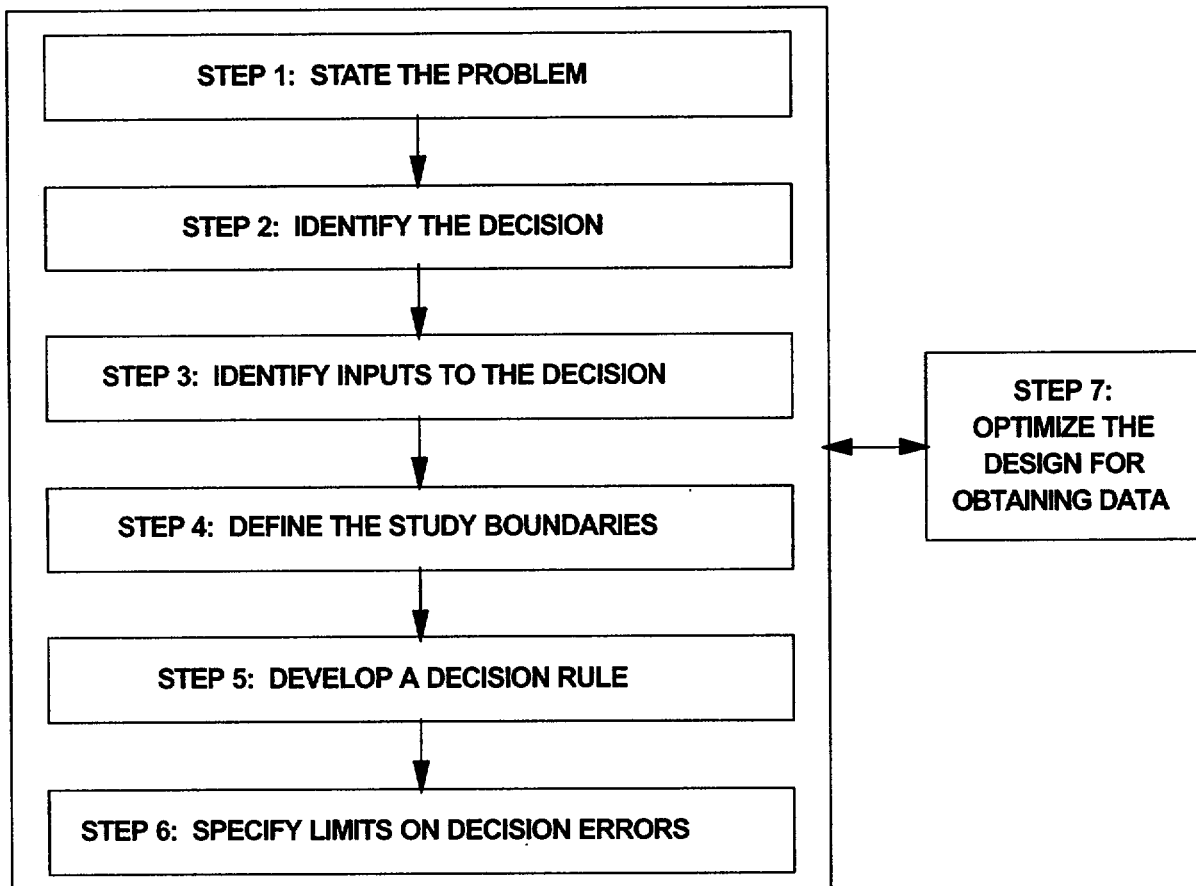 STEP 1: STATE THE PROBLEM
STEP 2: IDENTIFY THE DECISION
STEP 3: IDENTIFY INPUTS TO THE DECISION
STEP 4: DEFINE THE STUDY BOUNDARIES
STEP 5: DEVELOP A DECISION RULE
STEP 6: SPECIFY LIMITS ON DECISION ERRORS
STEP 7:
OPTIMIZE THE
DESIGN FOR
OBTAINING DATA